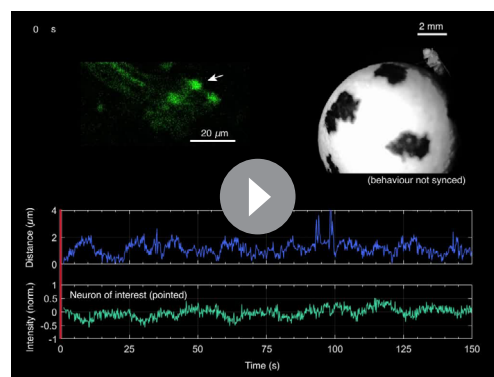 0 s
2 mm
20 µm
(behaviour not synced)
Distance (µm)
4
2
0
Intensity (norm.)
1
0.5
0
-0.5
-1
Neuron of interest (pointed)
0 25 50 75 100 125 150
Time (s)